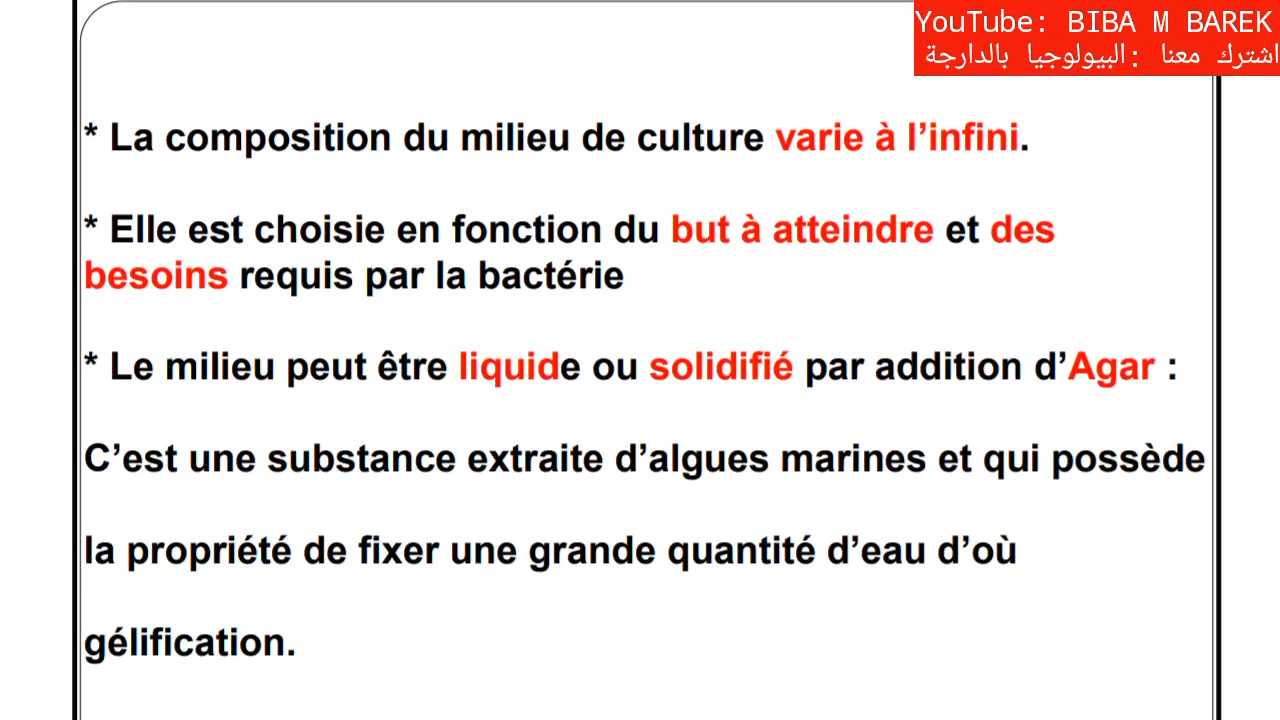 YouTube: BIBA M BAREK
اشترك معنا :البيولوجيا بالدارجة
* La composition du milieu de culture varie à l’infini.
* Elle est choisie en fonction du but à atteindre et des
besoins requis par la bactérie
* Le milieu peut être liquide ou solidifié par addition d’Agar :
C’est une substance extraite d’algues marines et qui possède
la propriété de fixer une grande quantité d’eau d’où
gélification.